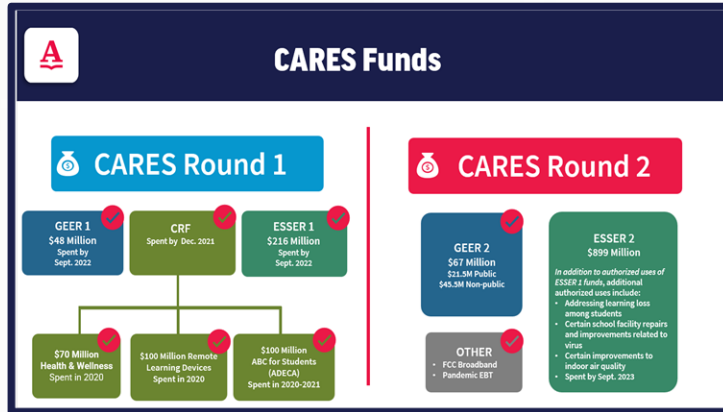 A
CARES Funds
CARES Round 1
GEER 1
$48 Million
Spent by
Sept. 2022
CRF
Spent by Dec. 2021
ESSER 1
$216 Million
Spent by
Sept. 2022
$70 Million
Health & Wellness
Spent in 2020
$100 Million Remote
Learning Devices
Spent in 2020
$100 Million
ABC for Students
(ADECA)
Spent in 2020-2021
CARES Round 2
GEER 2
$67 Million
$21.5M Public
$45.5M Non-public
OTHER
• FCC Broadband
• Pandemic EBT
ESSER 2
$899 Million
In addition to authorized uses of
ESSER 1 funds, additional
authorized uses include:
• Addressing learning loss
among students
• Certain school facility repairs
and improvements related to
virus
• Certain improvements to
indoor air quality
• Spent by Sept. 2023